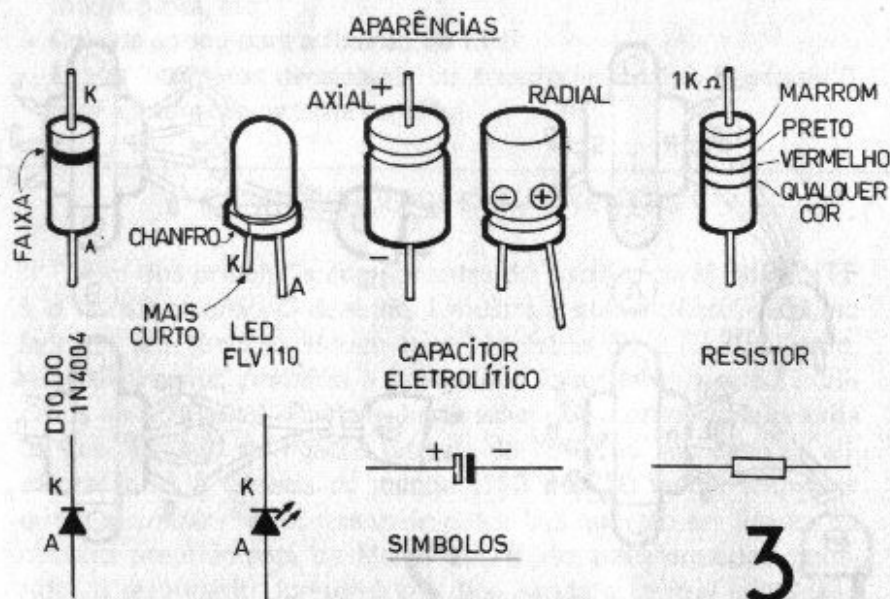 APARÊNCIAS
K
FAIXA
A
DIODO
1N4004
K
A
CHANFRO
K
A
MAIS
CURTO
LED
FLV110
K
A
AXIAL
+
-
RADIAL
- +
CAPACITOR
ELETROLÍTICO
+ -
SIMBOLOS
1K Ω
MARROM
PRETO
VERMELHO
QUALQUER
COR
RESISTOR
3